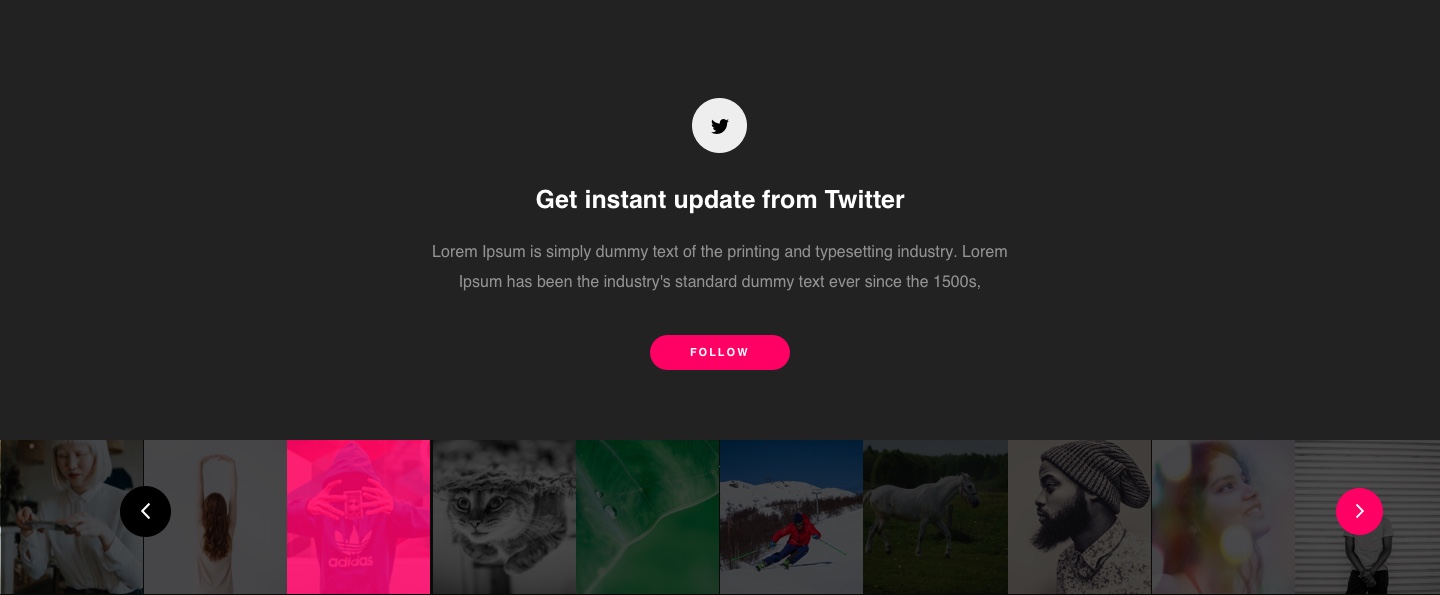 Get instant update from Twitter
Lorem Ipsum is simply dummy text of the printing and typesetting industry. Lorem
Ipsum has been the industry's standard dummy text ever since the 1500s,
FOLLOW
adidas